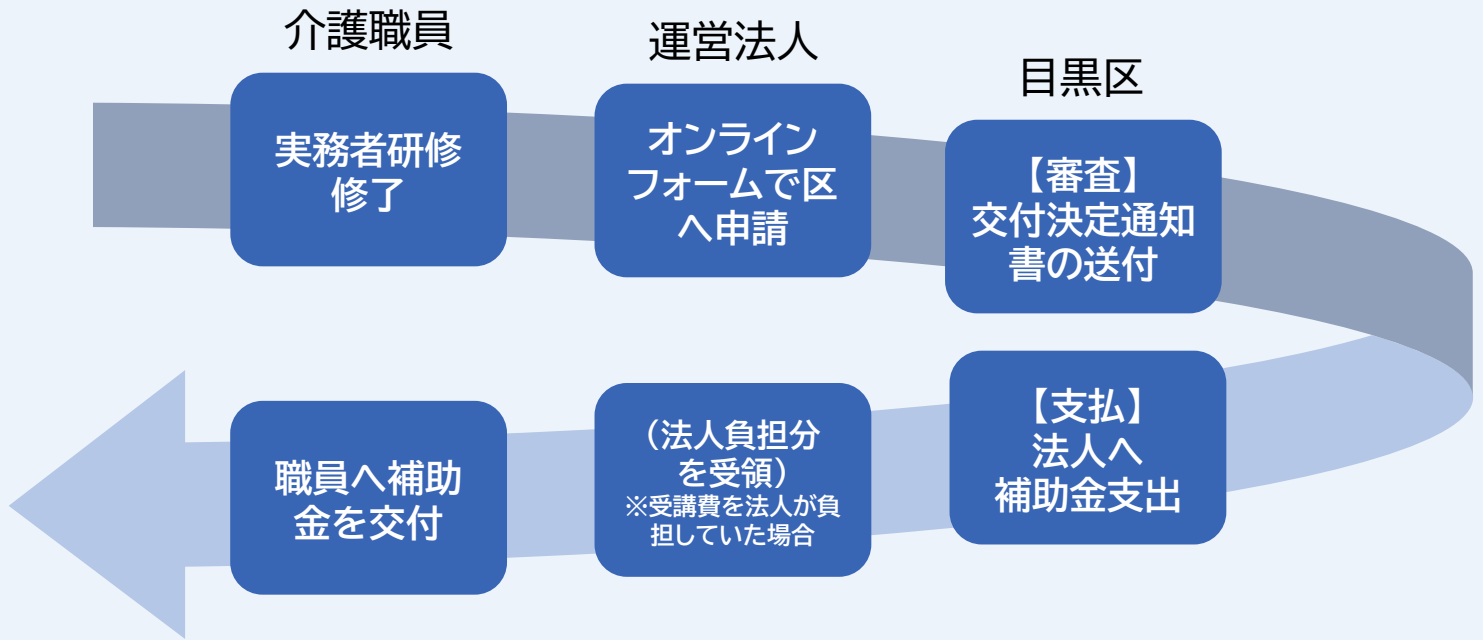 介護職員
運営法人
目黒区
実務者研修
修了
オンライン
フォームで区
へ申請
【審査】
交付決定通知
書の送付
【支払】
法人へ
補助金支出
（法人負担分
を受領）
※受講費を法人が負
担していた場合
職員へ補助
金を交付